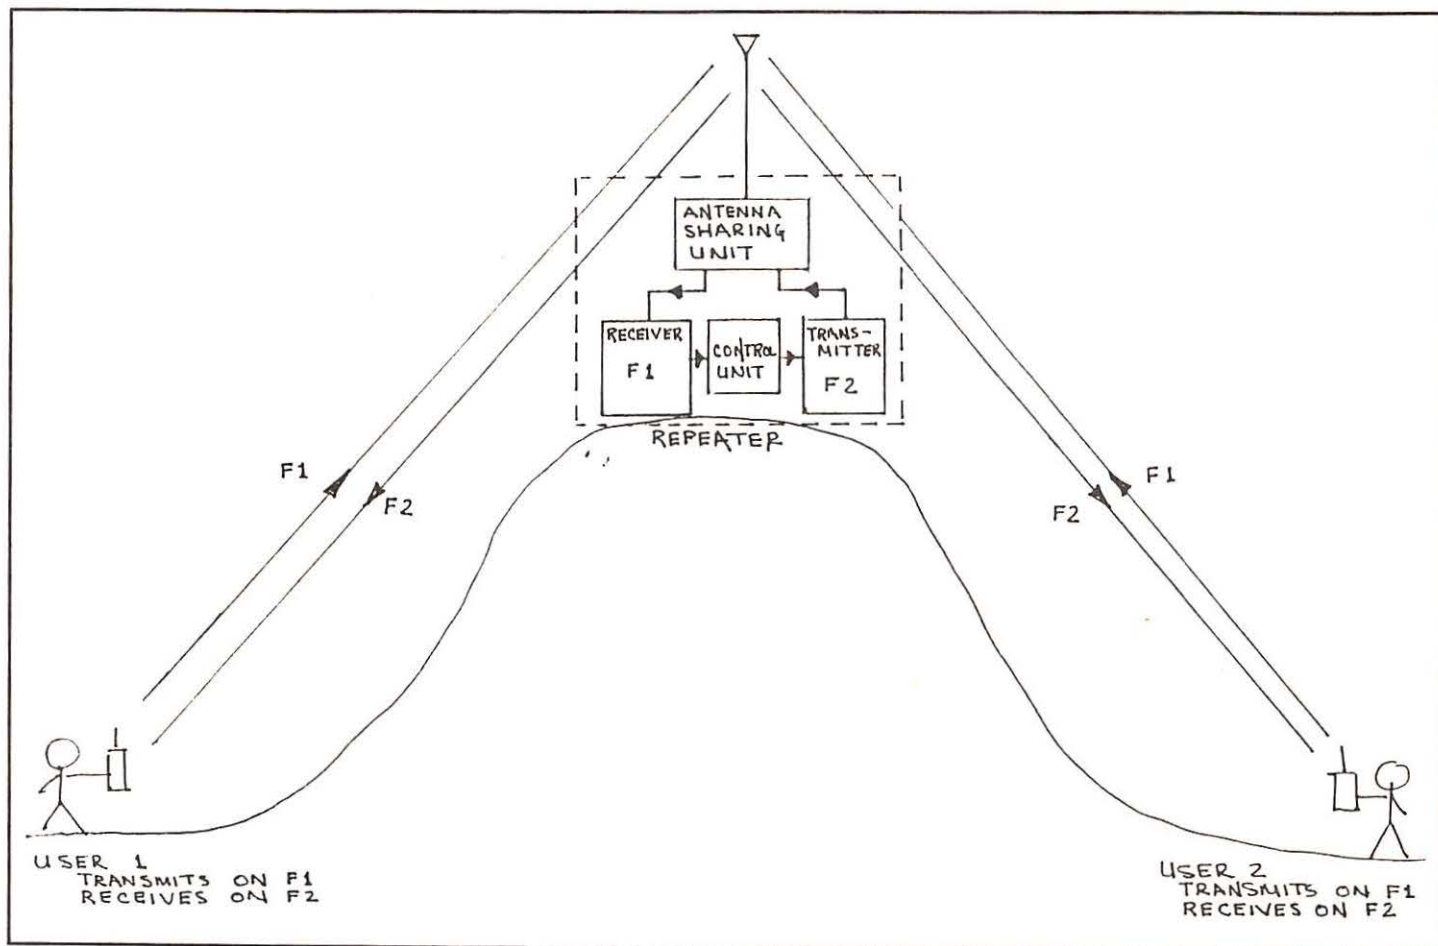 ANTENNA
SHARING
UNIT
RECEIVER
F1
CONTROL
UNIT
TRANS-
MITTER
F2
REPEATER
F1
F2
F1
F2
USER 1
TRANSMITS ON F1
RECEIVES ON F2
USER 2
TRANSMITS ON F1
RECEIVES ON F2